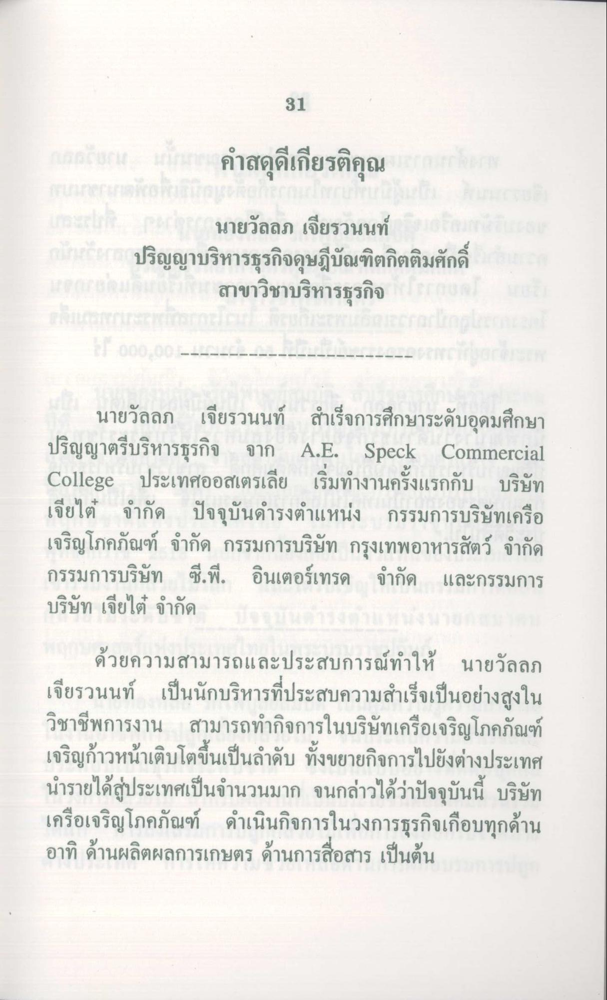 31
คำสดุดีเกียรติคุณ
นายวัลลภ เจียรวนนท์
ปริญญาบริหารธุรกิจดุษฎีบัณฑิตกิตติมศักดิ์
สาขาวิชาบริหารธุรกิจ
นายวัลลภ เจียรวนนท์ สำเร็จการศึกษาระดับอุดมศึกษา
ปริญญาตรีบริหารธุรกิจ จาก A.E. Speck Commercial
College ประเทศออสเตรเลีย เริ่มทำงานครั้งแรกกับ บริษัท
เจียไต๋ จำกัด ปัจจุบันดำรงตำแหน่ง กรรมการบริษัทเครือ
เจริญโภคภัณฑ์ จำกัด กรรมการบริษัท กรุงเทพอาหารสัตว์ จำกัด
กรรมการบริษัท ซี.พี. อินเตอร์เทรด จำกัด และกรรมการ
บริษัท เจียไต๋ จำกัด
ด้วยความสามารถและประสบการณ์ทำให้ นายวัลลภ
เจียรวนนท์ เป็นนักบริหารที่ประสบความสำเร็จเป็นอย่างสูงใน
วิชาชีพการงาน สามารถทำกิจการในบริษัทเครือเจริญโภคภัณฑ์
เจริญก้าวหน้าเติบโตขึ้นเป็นลำดับ ทั้งขยายกิจการไปยังต่างประเทศ
นำรายได้สู่ประเทศเป็นจำนวนมาก จนกล่าวได้ว่าปัจจุบันนี้ บริษัท
เครือเจริญโภคภัณฑ์ ดำเนินกิจการในวงการธุรกิจเกือบทุกด้าน
อาทิ ด้านผลิตผลการเกษตร ด้านการสื่อสาร เป็นต้น